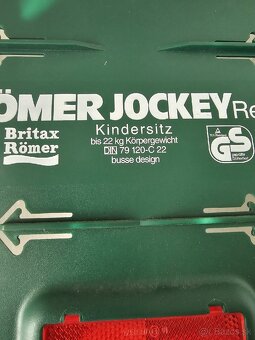 ÖMER JOCKEY Re
Britax
Römer
Kindersitz
bis 22 kg Körpergewicht
DIN 79 120-C 22
busse design
GS